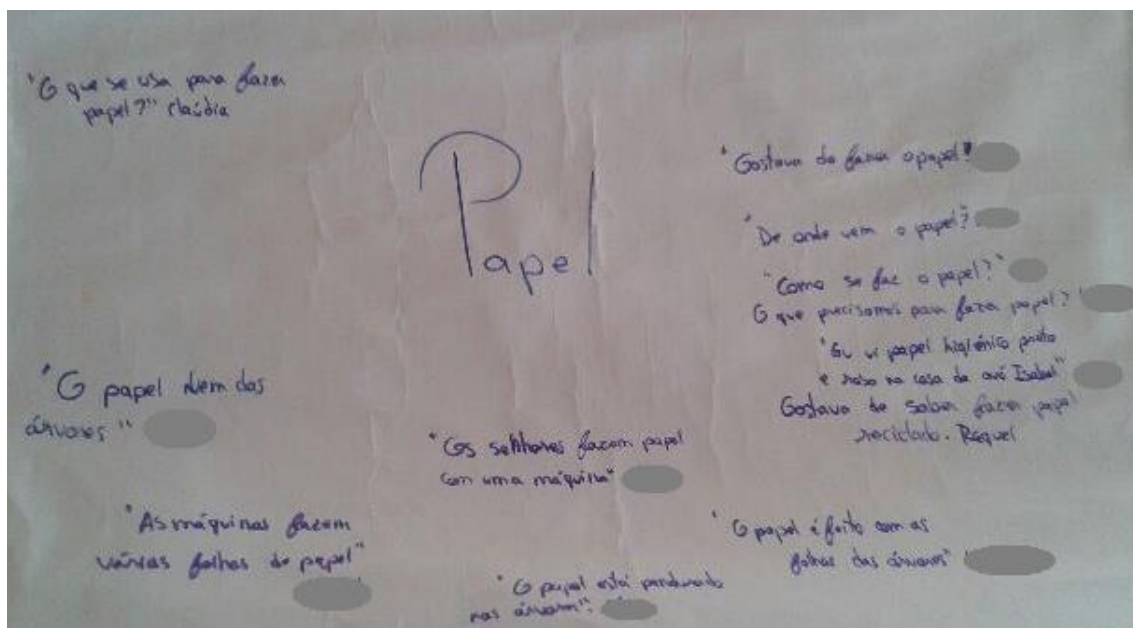 "O que se usa para fazer
papel?" Claúdia
Papel
"Gostava de fazer o papel!"
"De onde vem o papel?"
"Como se faz o papel?"
O que precisamos para fazer papel?
"Eu vi papel higiénico preto
e roxo na casa da avó Isabel"
Gostava de saber fazer papel
reciclado. Raquel
"O papel vem das
árvores"
"Os senhores fazem papel
com uma máquina"
"As máquinas fazem
várias folhas de papel"
"O papel é feito com as
folhas das árvores"
"O papel está pendurado
nas árvores".